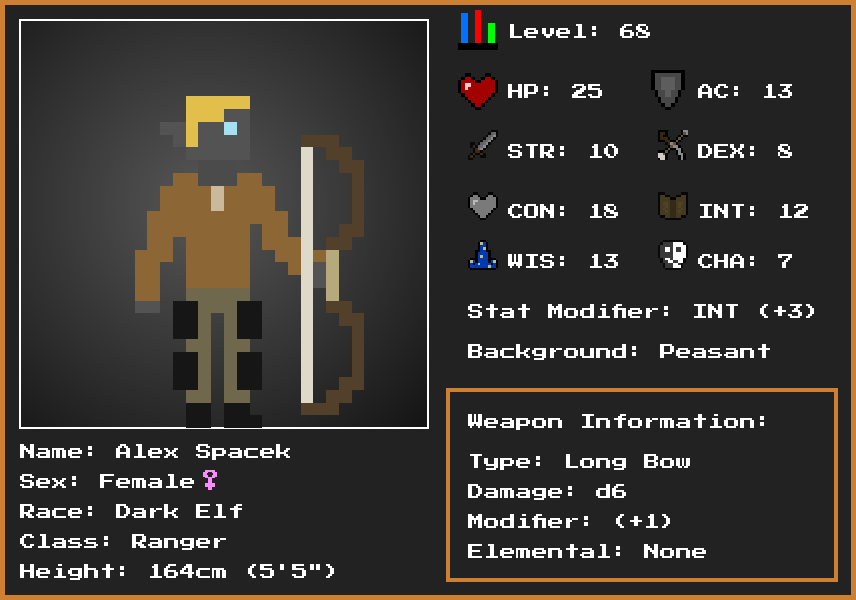 Level: 68
HP: 25
AC: 13
STR: 10
DEX: 8
CON: 18
INT: 12
WIS: 13
CHA: 7
Stat Modifier: INT (+3)
Background: Peasant
Weapon Information:
Type: Long Bow
Damage: d6
Modifier: (+1)
Elemental: None
Name: Alex Spacek
Sex: Female♀
Race: Dark Elf
Class: Ranger
Height: 164cm (5'5")